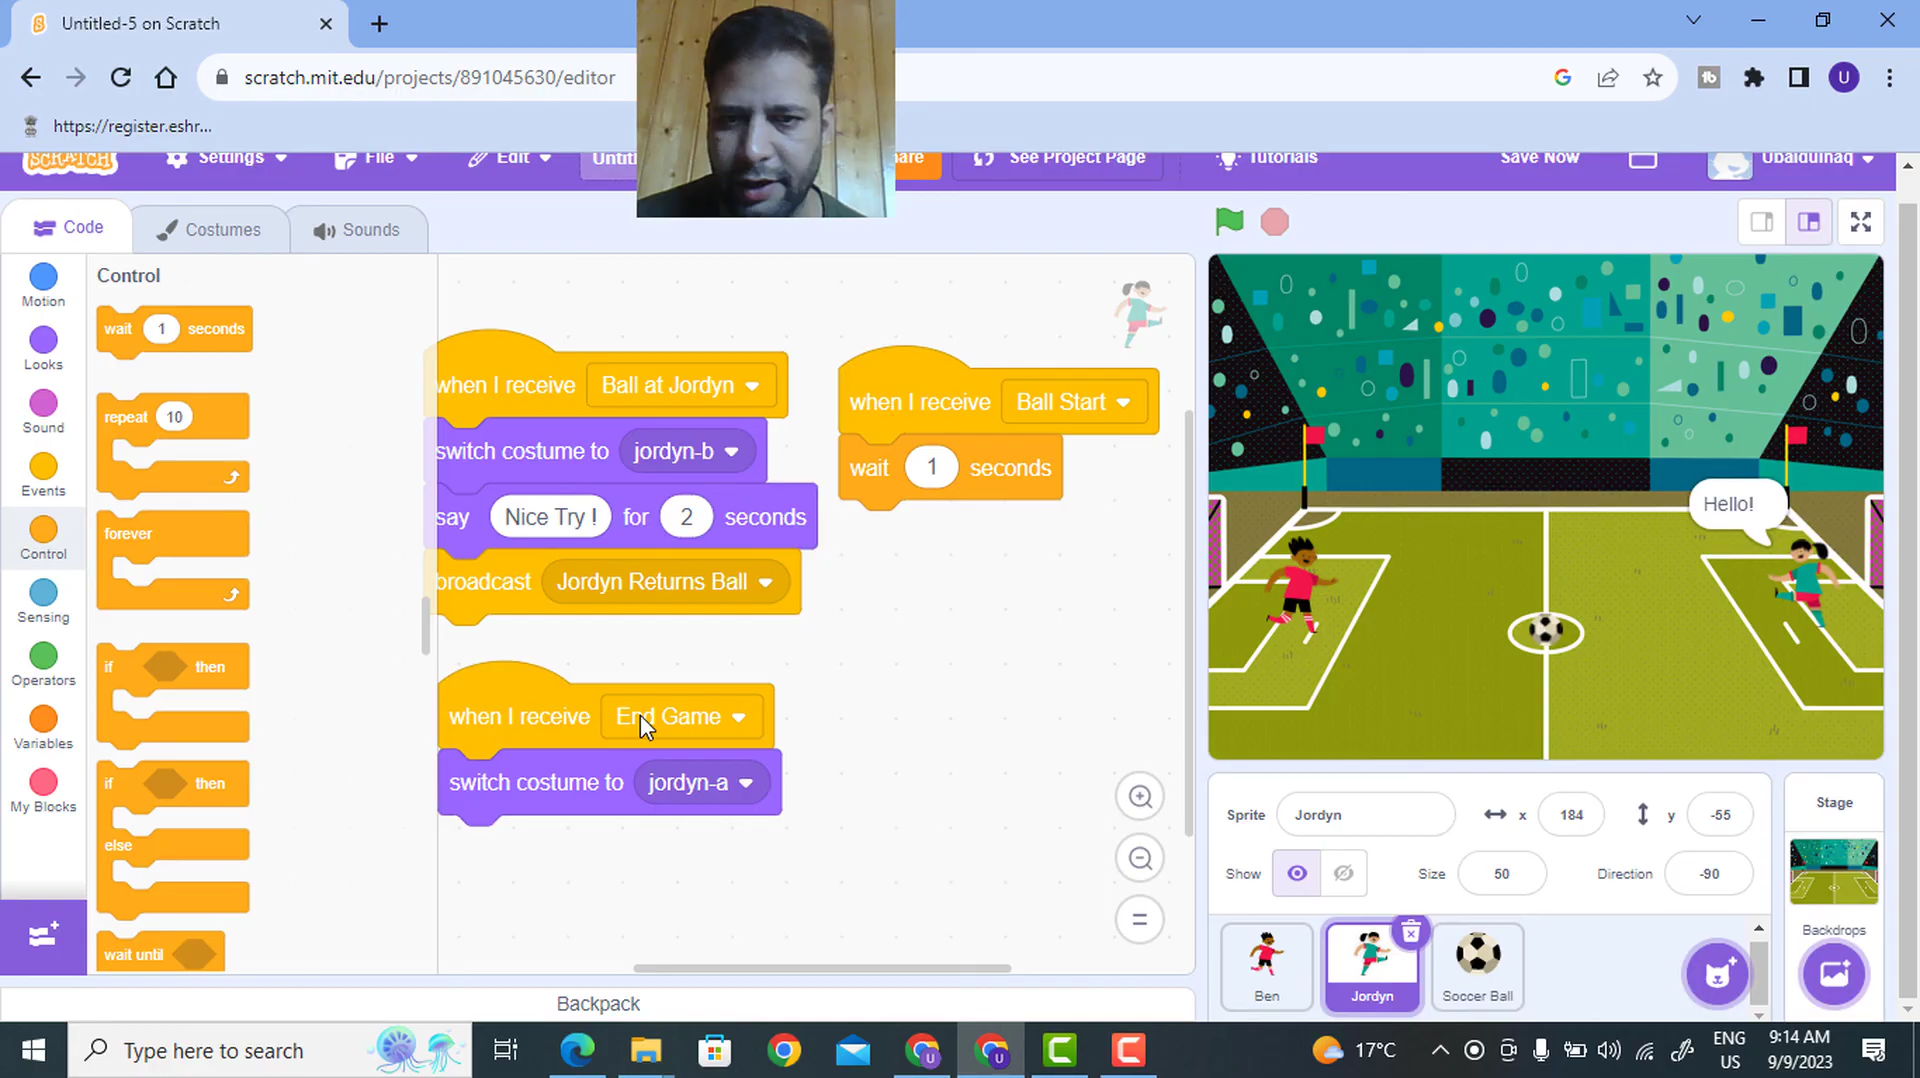 Untitled-5 on Scratch
scratch.mit.edu/projects/891045630/editor
https://register.eshr...
SCRATCH
Settings
File
Edit
See Project Page
Tutorials
Save Now
Code
Costumes
Sounds
Motion
Looks
Sound
Events
Control
Sensing
Operators
Variables
My Blocks
Control
wait 1 seconds
repeat 10
forever
if then
if then
else
wait until
when I receive Ball at Jordyn
switch costume to jordyn-b
say Nice Try ! for 2 seconds
broadcast Jordyn Returns Ball
when I receive End Game
switch costume to jordyn-a
when I receive Ball Start
wait 1 seconds
Hello!
Sprite Jordyn x 184 y -55
Show Size 50 Direction -90
Ben
Jordyn
Soccer Ball
Stage
Backdrops
Backpack
Type here to search
17°C
ENG
US
9:14 AM
9/9/2023